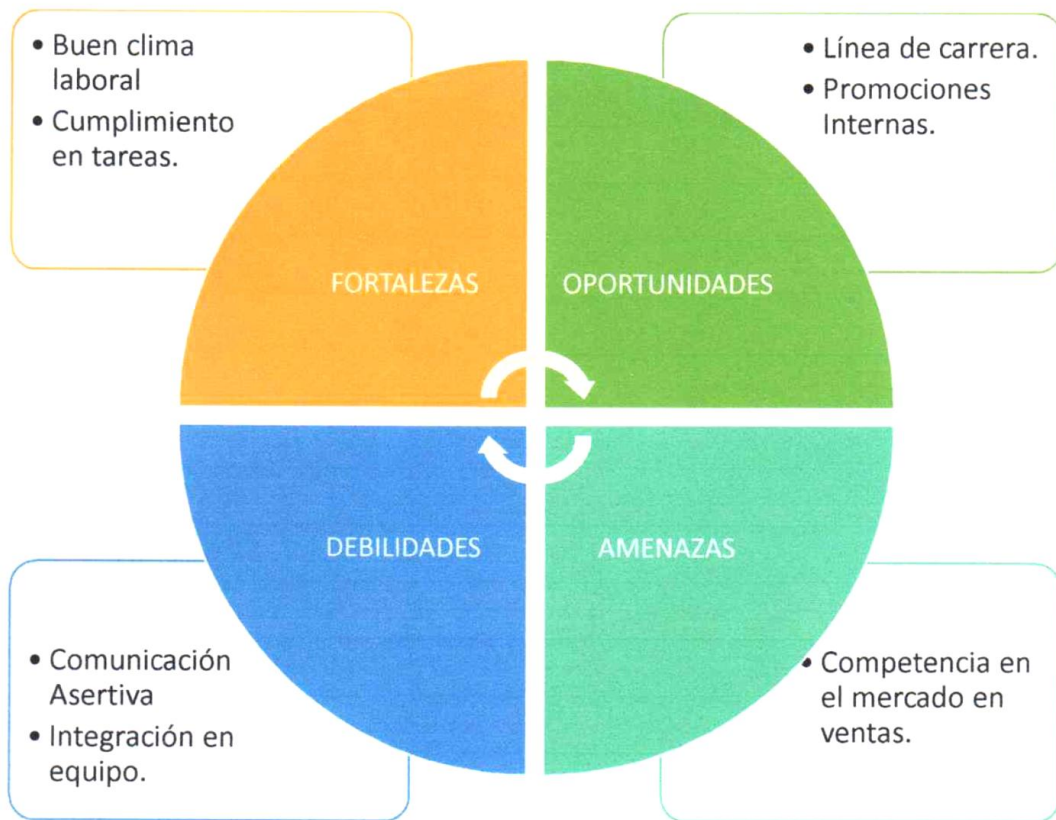 • Buen clima
laboral
• Cumplimiento
en tareas.
• Línea de carrera.
• Promociones
Internas.
FORTALEZAS
OPORTUNIDADES
DEBILIDADES
AMENAZAS
• Comunicación
Asertiva
• Integración en
equipo.
• Competencia en
el mercado en
ventas.